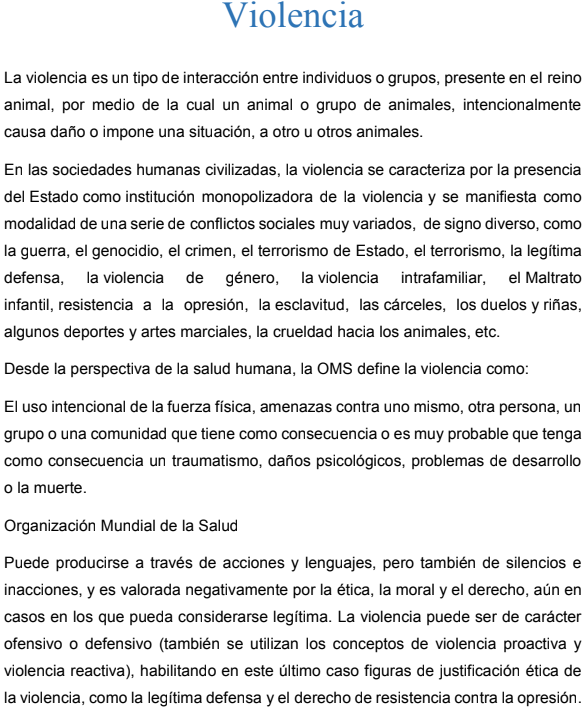 Violencia
La violencia es un tipo de interacción entre individuos o grupos, presente en el reino
animal, por medio de la cual un animal o grupo de animales, intencionalmente
causa daño o impone una situación, a otro u otros animales.
En las sociedades humanas civilizadas, la violencia se caracteriza por la presencia
del Estado como institución monopolizadora de la violencia y se manifiesta como
modalidad de una serie de conflictos sociales muy variados, de signo diverso, como
la guerra, el genocidio, el crimen, el terrorismo de Estado, el terrorismo, la legítima
defensa, la violencia de género, la violencia intrafamiliar, el Maltrato
infantil, resistencia a la opresión, la esclavitud, las cárceles, los duelos y riñas,
algunos deportes y artes marciales, la crueldad hacia los animales, etc.
Desde la perspectiva de la salud humana, la OMS define la violencia como:
El uso intencional de la fuerza física, amenazas contra uno mismo, otra persona, un
grupo o una comunidad que tiene como consecuencia o es muy probable que tenga
como consecuencia un traumatismo, daños psicológicos, problemas de desarrollo
o la muerte.
Organización Mundial de la Salud
Puede producirse a través de acciones y lenguajes, pero también de silencios e
inacciones, y es valorada negativamente por la ética, la moral y el derecho, aún en
casos en los que pueda considerarse legítima. La violencia puede ser de carácter
ofensivo o defensivo (también se utilizan los conceptos de violencia proactiva y
violencia reactiva), habilitando en este último caso figuras de justificación ética de
la violencia, como la legítima defensa y el derecho de resistencia contra la opresión.